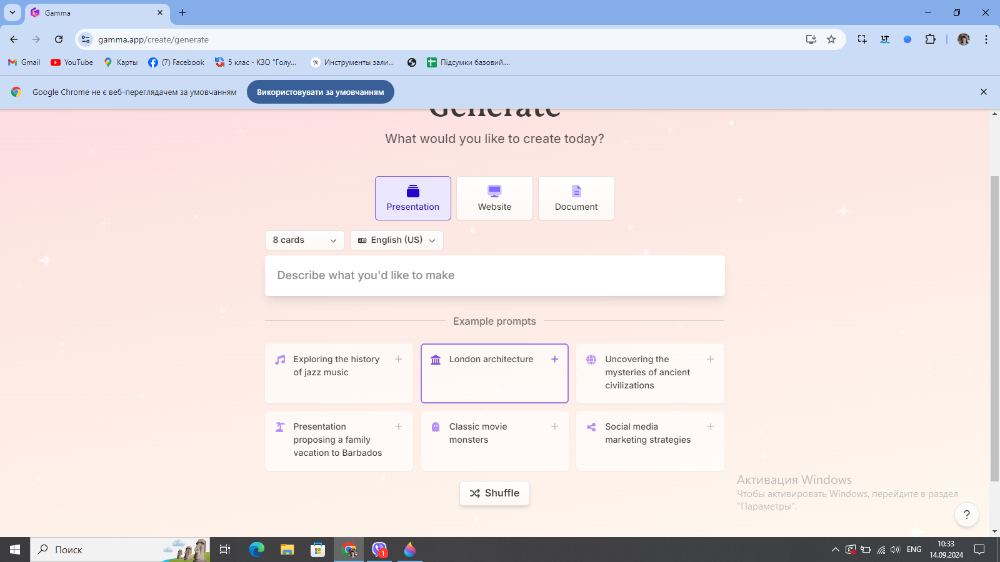 Gamma
gamma.app/create/generate
Gmail
YouTube
Карты
(7) Facebook
5 клас - КЗО "Голу...
Инструменты зали...
Підсумки базовий....
Google Chrome не є веб-переглядачем за умовчанням
Використовувати за умовчанням
Generate
What would you like to create today?
Presentation
Website
Document
8 cards
English (US)
Describe what you'd like to make
Example prompts
Exploring the history
of jazz music
London architecture
Uncovering the
mysteries of ancient
civilizations
Presentation
proposing a family
vacation to Barbados
Classic movie
monsters
Social media
marketing strategies
Shuffle
Активация Windows
Чтобы активировать Windows, перейдите в раздел
"Параметры".
?
Поиск
1
ENG
10:33
14.09.2024